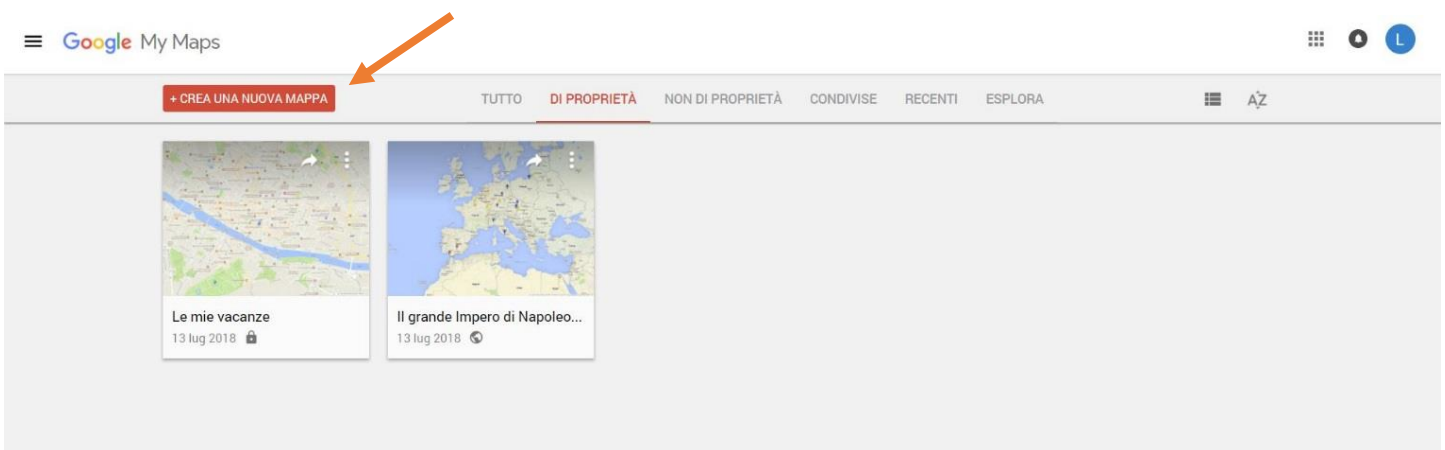 Google My Maps
L
+ CREA UNA NUOVA MAPPA
TUTTO DI PROPRIETÀ NON DI PROPRIETÀ CONDIVISE RECENTI ESPLORA
AZ
Le mie vacanze
13 lug 2018
Il grande Impero di Napoleo...
13 lug 2018